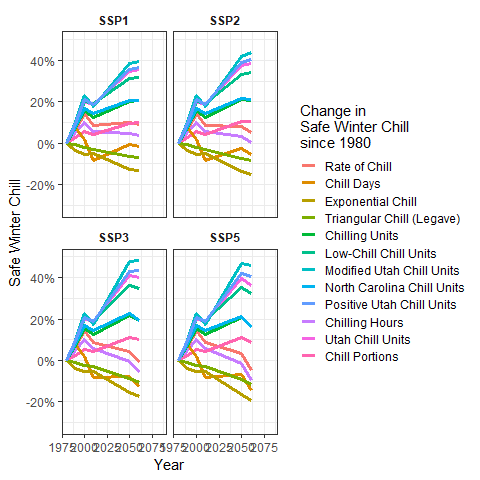 SSP1
SSP2
40%
20%
0%
-20%
SSP3
SSP5
40%
20%
0%
-20%
1975 2000 2025 2050 2075
1975 2000 2025 2050 2075
Year
Safe Winter Chill
Change in
Safe Winter Chill
since 1980
Rate of Chill
Chill Days
Exponential Chill
Triangular Chill (Legave)
Chilling Units
Low-Chill Chill Units
Modified Utah Chill Units
North Carolina Chill Units
Positive Utah Chill Units
Chilling Hours
Utah Chill Units
Chill Portions